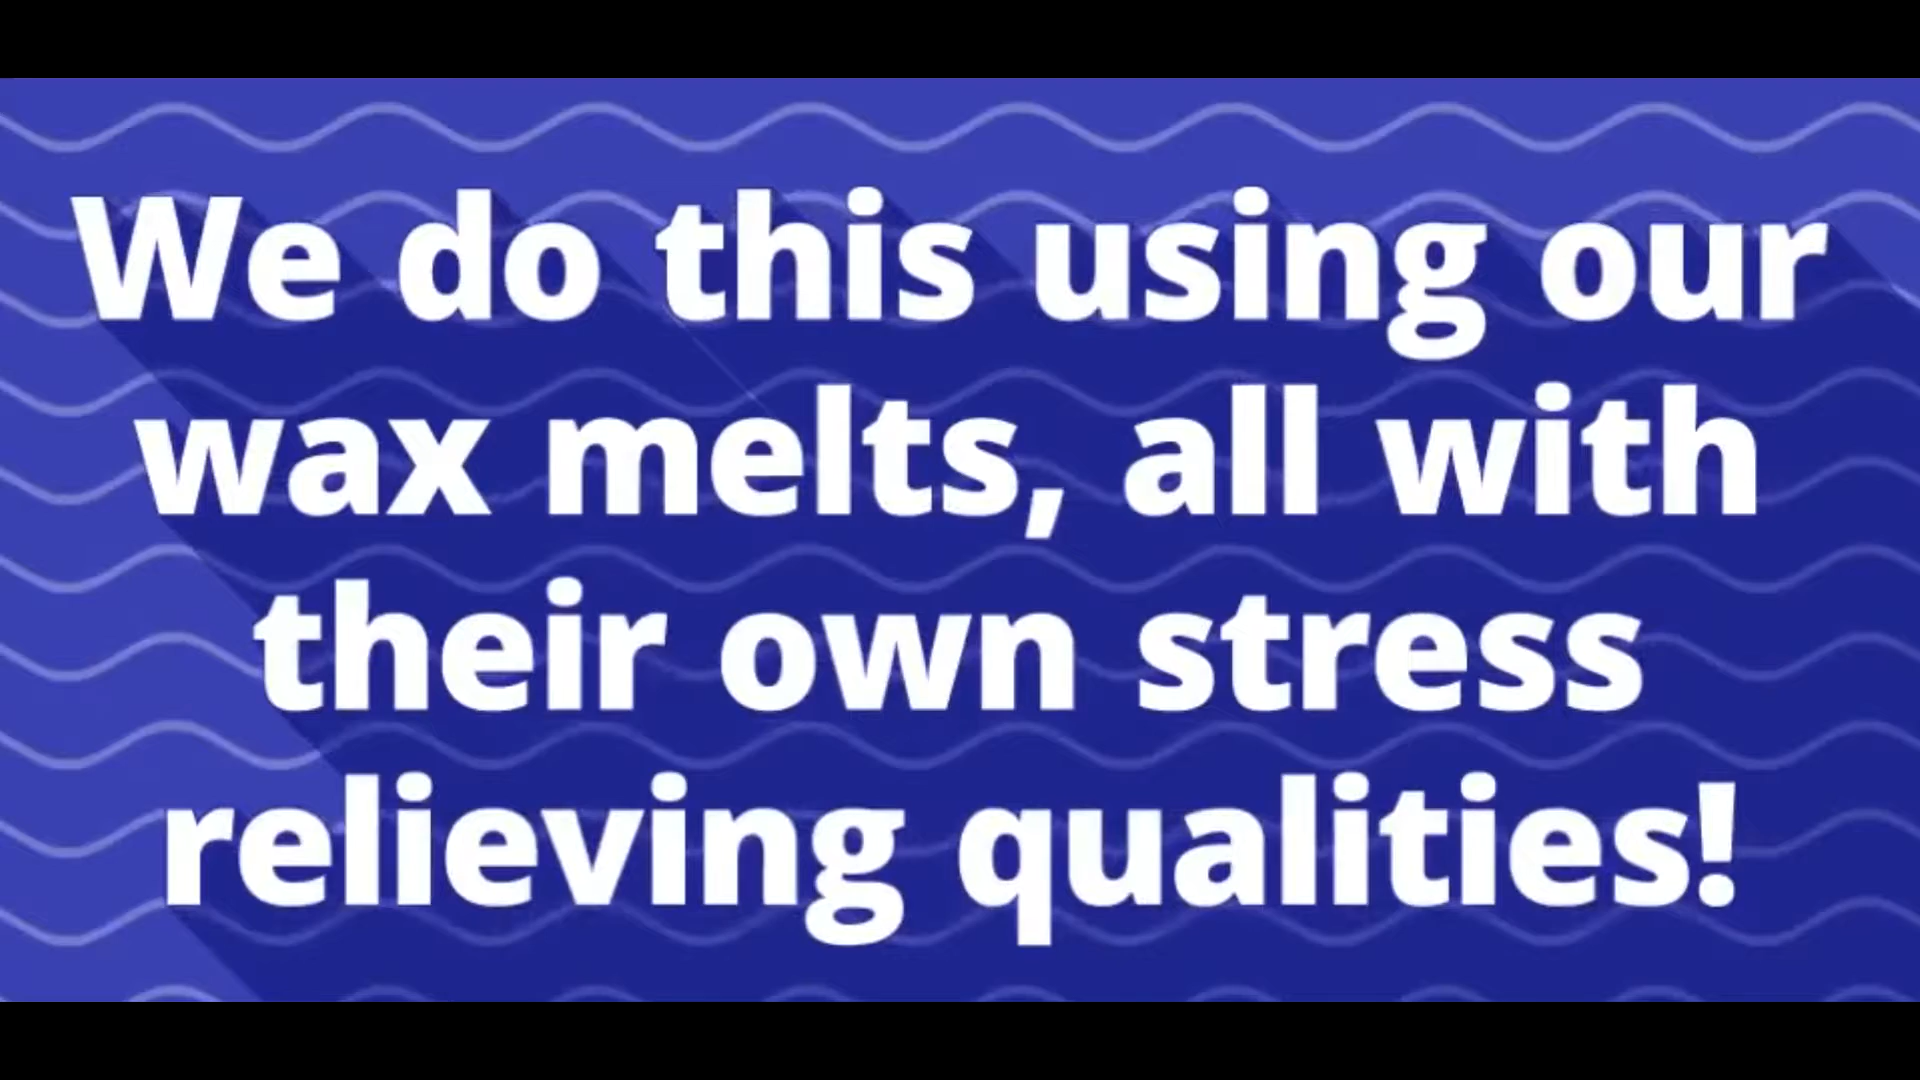 We do this using our
wax melts, all with
their own stress
relieving qualities!